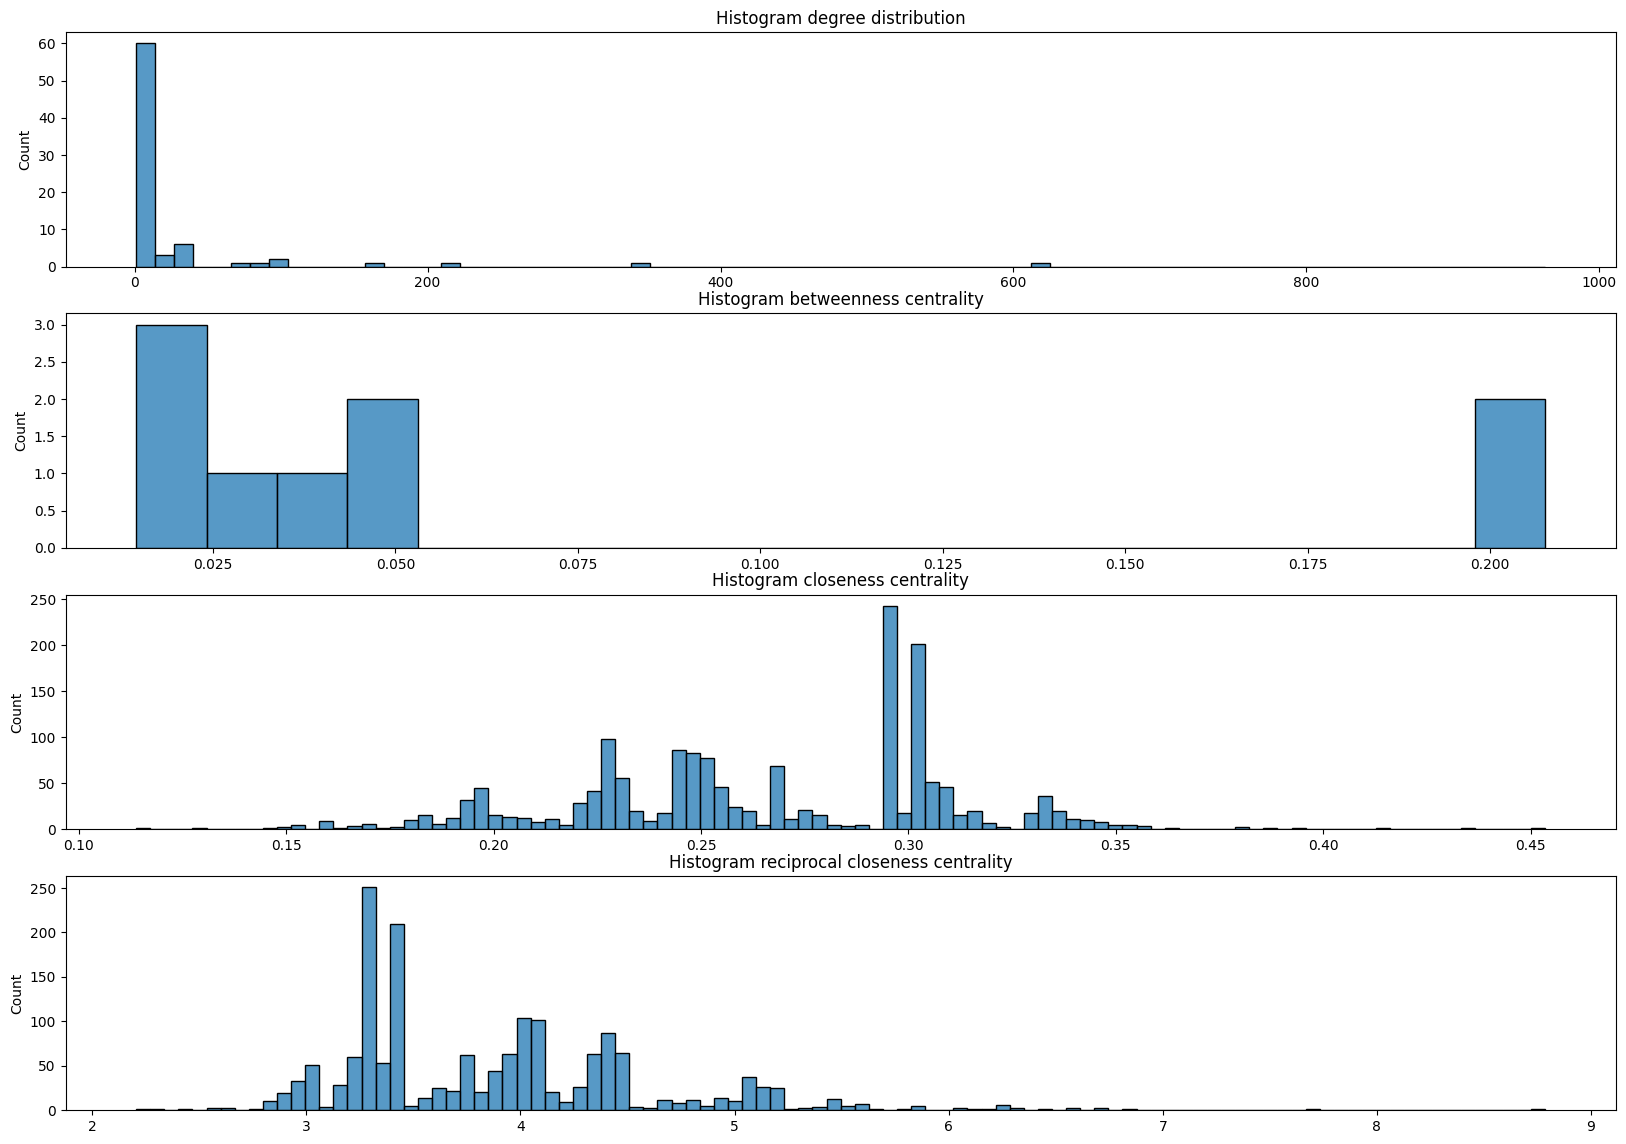 Histogram degree distribution
Count
60
50
40
30
20
10
0
0 200 400 600 800 1000
Histogram betweenness centrality
Count
3.0
2.5
2.0
1.5
1.0
0.5
0.0
0.025 0.050 0.075 0.100 0.125 0.150 0.175 0.200
Histogram closeness centrality
Count
250
200
150
100
50
0
0.10 0.15 0.20 0.25 0.30 0.35 0.40 0.45
Histogram reciprocal closeness centrality
Count
250
200
150
100
50
0
2 3 4 5 6 7 8 9